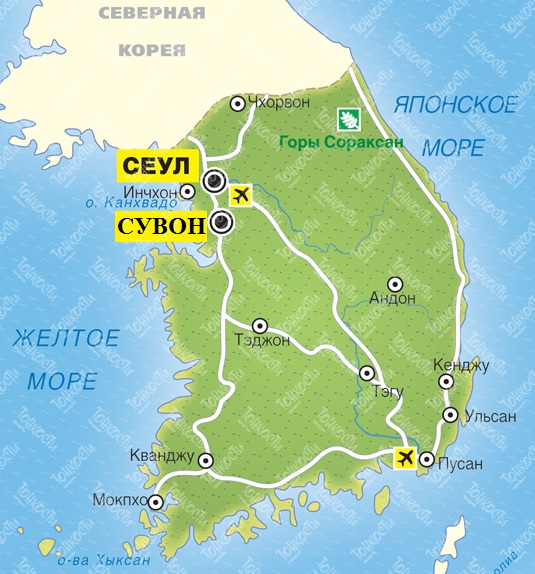 СЕВЕРНАЯ
КОРЕЯ
Чхорвон
ЯПОНСКОЕ
МОРЕ
Горы Сораксан
СЕУЛ
Инчхон
о. Канхвадо
СУВОН
Андон
ЖЕЛТОЕ
МОРЕ
Тэджон
Кенджу
Тэгу
Ульсан
Кванджу
Пусан
Мокпхо
о-ва Хыксан
Тонкости